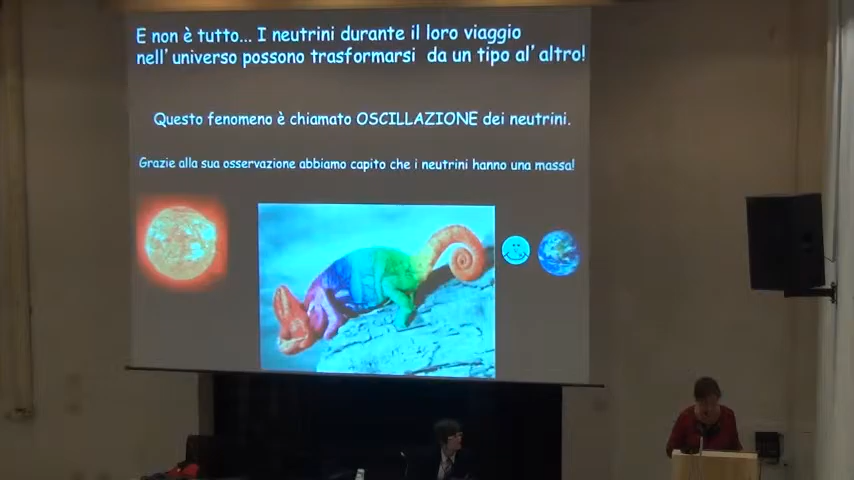 E non è tutto... I neutrini durante il loro viaggio
nell'universo possono trasformarsi da un tipo al'altro!
Questo fenomeno è chiamato OSCILLAZIONE dei neutrini.
Grazie alla sua osservazione abbiamo capito che i neutrini hanno una massa!